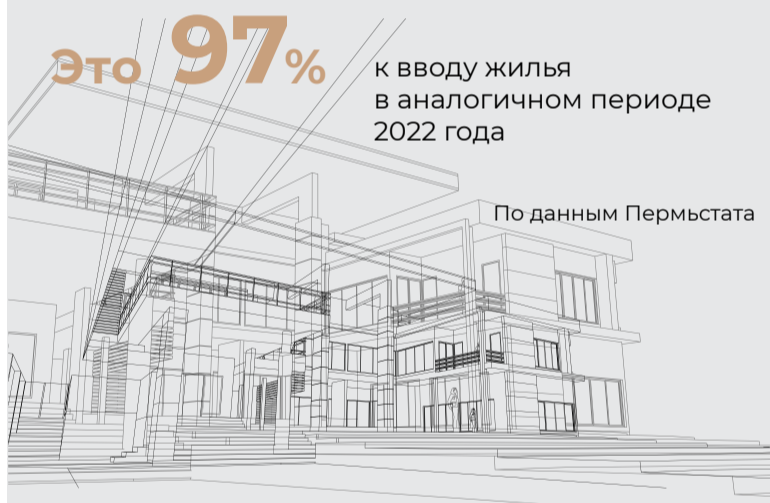 Это 97%
к вводу жилья
в аналогичном периоде
2022 года
По данным Пермьстата